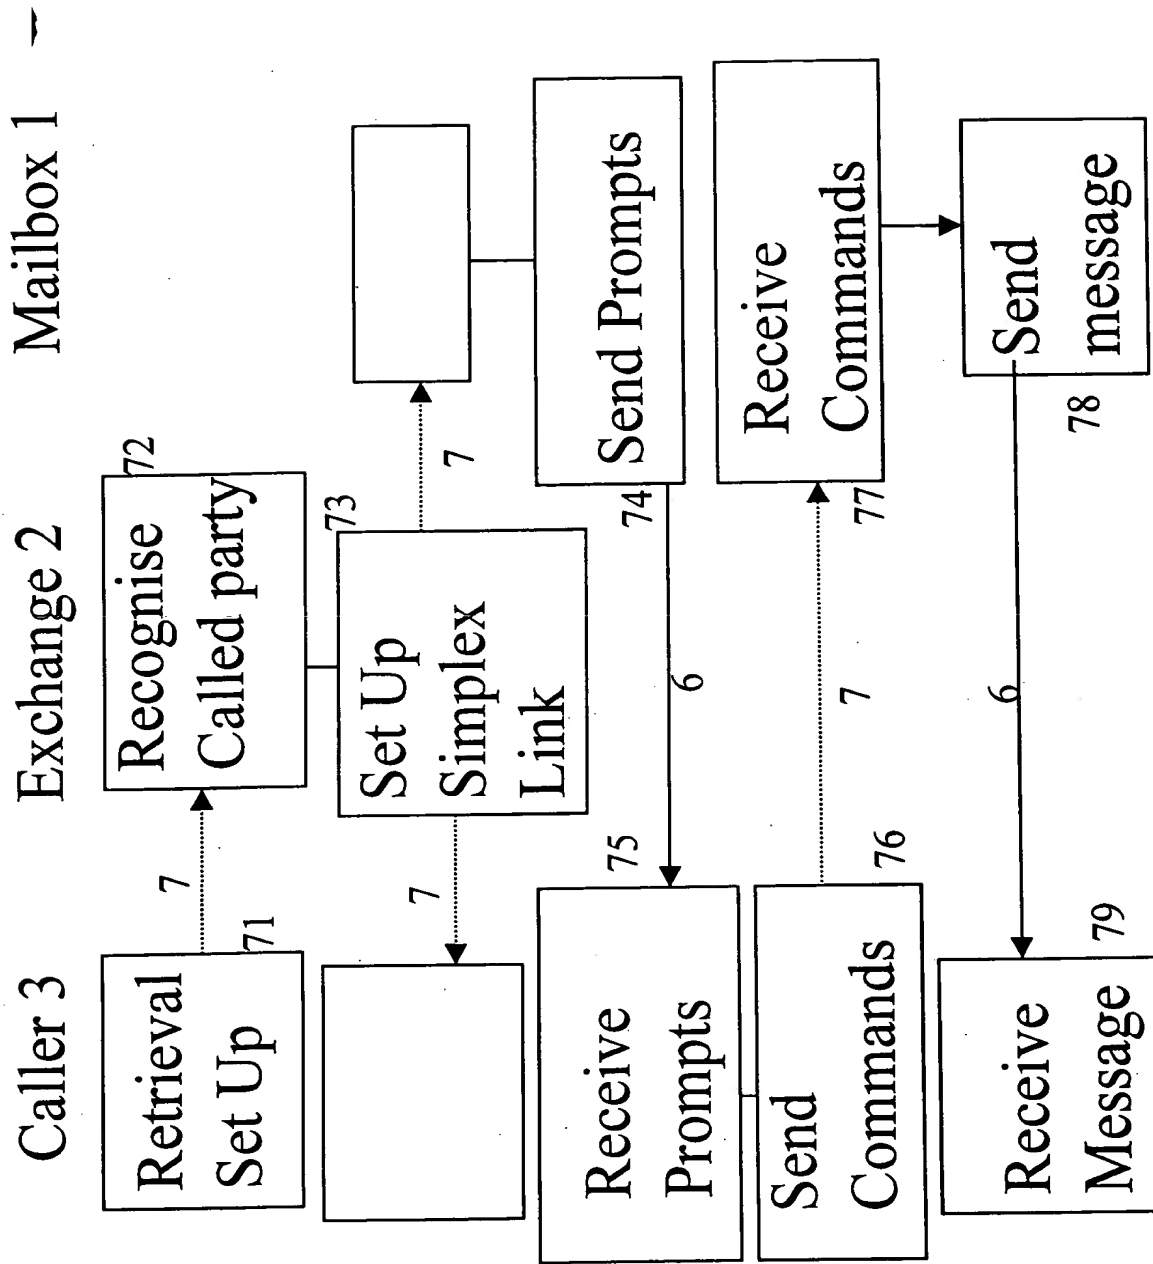 Caller 3
Exchange 2
Mailbox 1
Retrieval
Set Up
71
7
Recognise
Called party
72
Set Up
Simplex
Link
73
7
7
Send Prompts
74
6
Receive
Prompts
75
Send
Commands
76
7
Receive
Commands
77
Send
message
78
6
Receive
Message
79